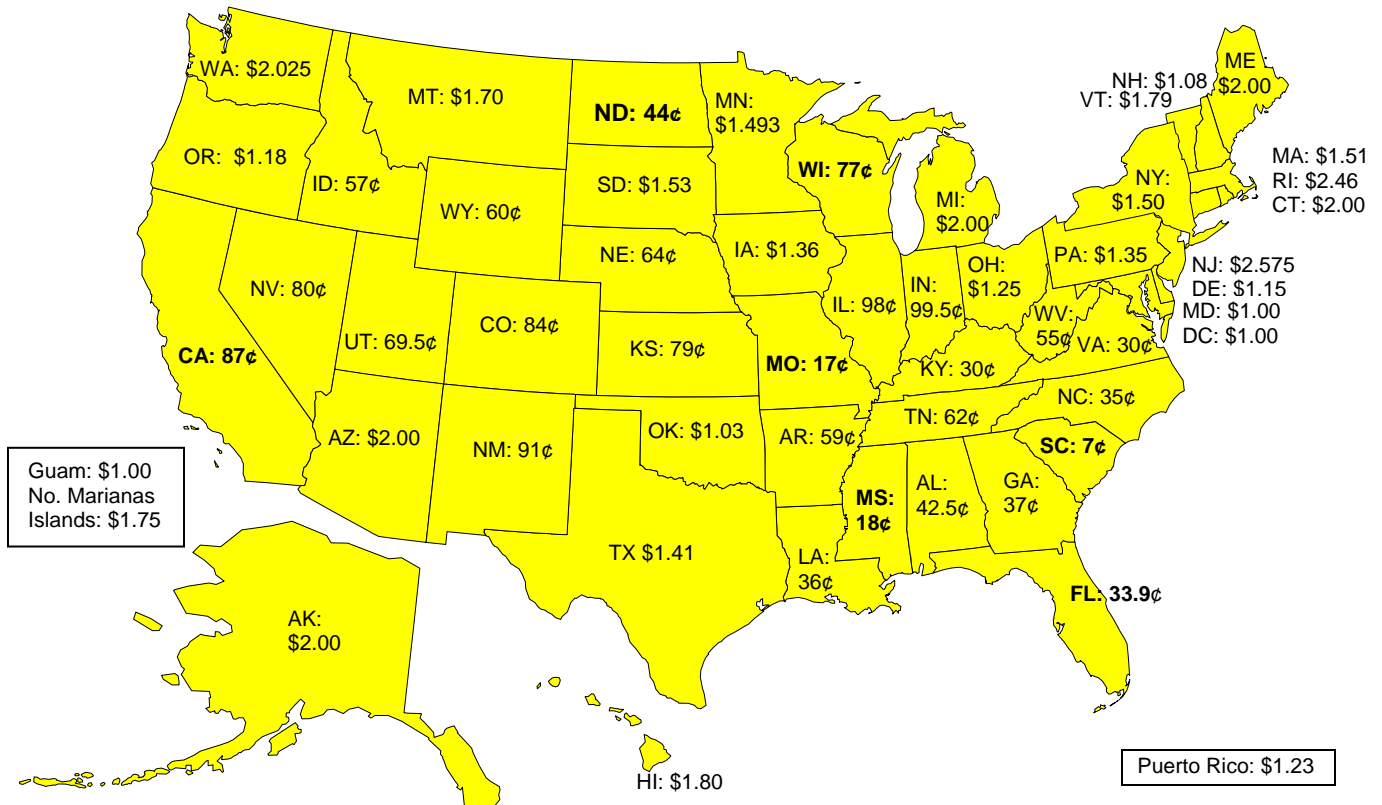 WA: $2.025
MT: $1.70
ND: 44¢
MN:
$1.493
NH: $1.08
VT: $1.79
ME
$2.00
OR: $1.18
ID: 57¢
WY: 60¢
SD: $1.53
WI: 77¢
MI:
$2.00
NY:
$1.50
MA: $1.51
RI: $2.46
CT: $2.00
NV: 80¢
UT: 69.5¢
CO: 84¢
NE: 64¢
KS: 79¢
IA: $1.36
IL: 98¢
IN:
99.5¢
OH:
$1.25
PA: $1.35
NJ: $2.575
DE: $1.15
MD: $1.00
DC: $1.00
CA: 87¢
MO: 17¢
KY: 30¢
WV:
55¢
VA: 30¢
AZ: $2.00
NM: 91¢
OK: $1.03
AR: 59¢
TN: 62¢
NC: 35¢
SC: 7¢
Guam: $1.00
No. Marianas
Islands: $1.75
TX $1.41
LA:
36¢
MS:
18¢
AL:
42.5¢
GA:
37¢
FL: 33.9¢
AK:
$2.00
HI: $1.80
Puerto Rico: $1.23